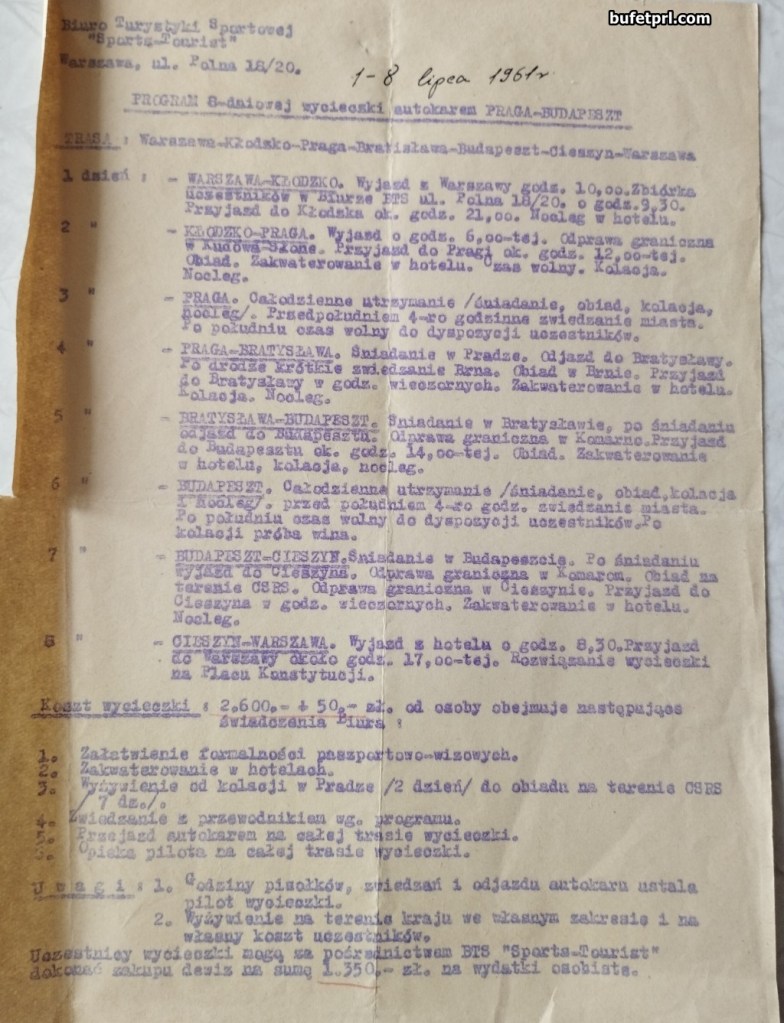 bufetprl.com
Biuro Turystyki Sportowej
"Sports-Tourist"
Warszawa, ul. Polna 18/20.
1-8 lipca 1961r
PROGRAM 8-dniowej wycieczki autokarem PRAGA-BUDAPESZT
TRASA : Warszawa-Kłodzko-Praga-Bratisława-Budapeszt-Cieszyn-Warszawa
1 dzień : - WARSZAWA-KŁODZKO. Wyjazd z Warszawy godz. 10,00.Zbiórka
uczestników w Biurze BTS ul. Polna 18/20. o godz.9,30.
Przyjazd do Kłodzka ok. godz. 21,00. Nocleg w hotelu.
2 " - KŁODZKO-PRAGA. Wyjazd o godz. 6,00-tej. Odprawa graniczna
w Kudowa-Słone. Przyjazd do Pragi ok. godz. 12,00-tej.
Obiad. Zakwaterowanie w hotelu. Czas wolny. Kolacja.
Nocleg.
3 " - PRAGA. Całodzienne utrzymanie /śniadanie, obiad, kolacja,
nocleg/. Przedpołudniem 4-ro godzinne zwiedzanie miasta.
Po południu czas wolny do dyspozycji uczestników.
4 " - PRAGA-BRATYSŁAWA. Śniadanie w Pradze. Odjazd do Bratysławy.
Po drodze krótkie zwiedzanie Brna. Obiad w Brnie. Przyjazd
do Bratysławy w godz. wieczornych. Zakwaterowanie w hotelu.
Kolacja. Nocleg.
5 " - BRATYSŁAWA-BUDAPESZT. Śniadanie w Bratysławie, po śniadaniu
odjazd do Budapesztu. Odprawa graniczna w Komarno.Przyjazd
do Budapesztu ok. godz. 14,00-tej. Obiad. Zakwaterowanie
w hotelu, kolacja, nocleg.
6 " - BUDAPESZT. Całodzienne utrzymanie /śniadanie, obiad,kolacja
i Nocleg/. przed południem 4-ro godz. zwiedzanie miasta.
Po południu czas wolny do dyspozycji uczestników.Po
kolacji próba wina.
7 " - BUDAPESZT-CIESZYN.Śniadanie w Budapeszcie. Po śniadaniu
wyjazd do Cieszyna. Odprawa graniczna w Komarom. Obiad na
terenie CSRS. Odprawa graniczna w Cieszynie. Przyjazd do
Cieszyna w godz. wieczornych. Zakwaterowanie w hotelu.
Nocleg.
8 " - CIESZYN-WARSZAWA. Wyjazd z hotelu o godz. 8,30.Przyjazd
do Warszawy około godz. 17,00-tej. Rozwiązanie wycieczki
na Placu Konstytucji.
Koszt wycieczki : 2.600.- + 50.- zł. od osoby obejmuje następujące
świadczenia Biura :
1. Załatwienie formalności paszportowo-wizowych.
2. Zakwaterowanie w hotelach.
3. Wyżywienie od kolacji w Pradze /2 dzień/ do obiadu na terenie CSRS
/7 dz./.
4. Zwiedzanie z przewodnikiem wg. programu.
5. Przejazd autokarem na całej trasie wycieczki.
6. Opieka pilota na całej trasie wycieczki.
U w a g i : 1. Godziny pisołków, zwiedzań i odjazdu autokaru ustala
pilot wycieczki.
2. Wyżywienie na terenie kraju we własnym zakresie i na
własny koszt uczestników.
Uczestnicy wycieczki mogą za pośrednictwem BTS "Sports-Tourist"
dokonać zakupu dewiz na sumę 1.350.- zł. na wydatki osobiste.